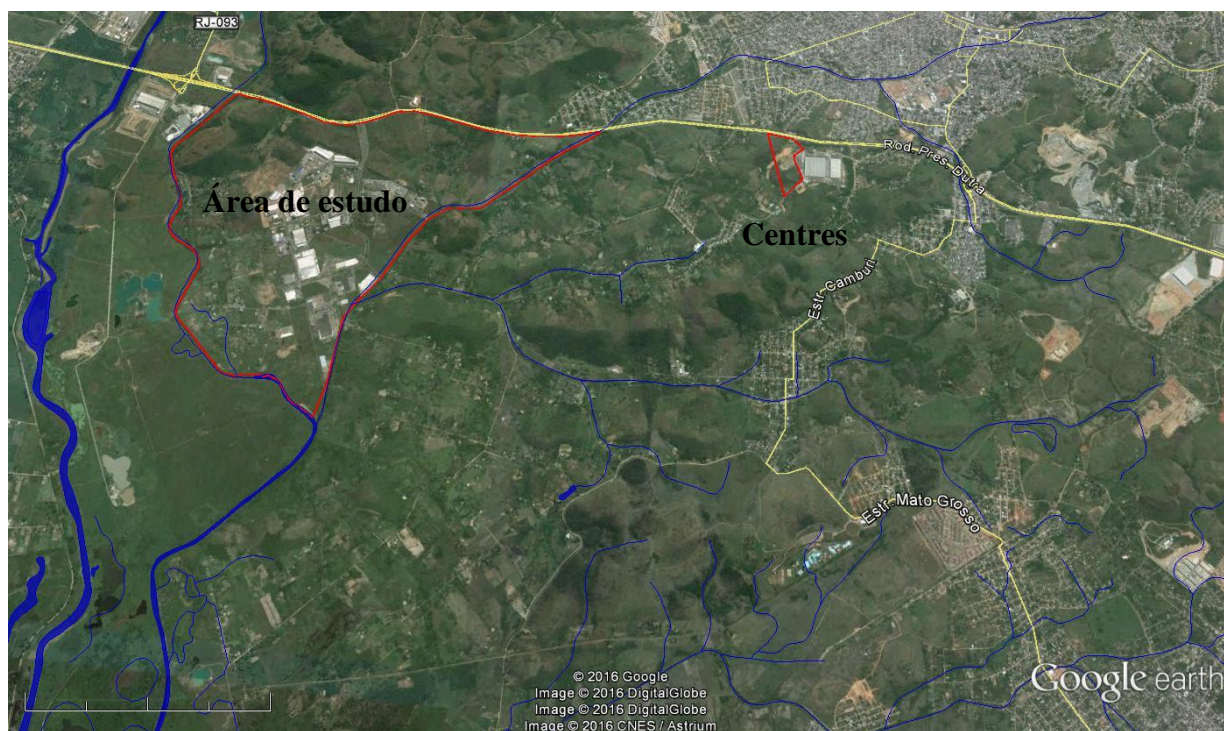 RJ-093
Rod. Pres. Dutra
Área de estudo
Centres
Estr. Camburi
Estr. Mato Grosso
© 2016 Google
Image © 2016 DigitalGlobe
Image © 2016 DigitalGlobe
Image © 2016 CNES / Astrium
Google earth